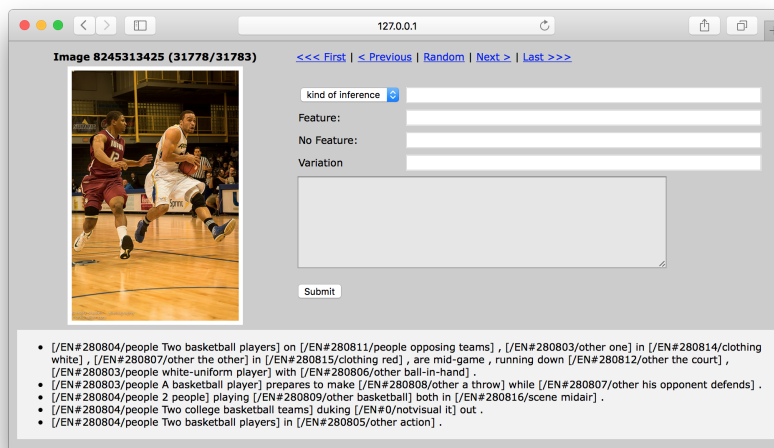 127.0.0.1
Image 8245313425 (31778/31783)
<<< First | < Previous | Random | Next > | Last >>>
kind of inference
Feature:
No Feature:
Variation
Submit
Sprint
12
• [/EN#280804/people Two basketball players] on [/EN#280811/people opposing teams] , [/EN#280803/other one] in [/EN#280814/clothing
white] , [/EN#280807/other the other] in [/EN#280815/clothing red] , are mid-game , running down [/EN#280812/other the court] ,
[/EN#280803/people white-uniform player] with [/EN#280806/other ball-in-hand] .
• [/EN#280803/people A basketball player] prepares to make [/EN#280808/other a throw] while [/EN#280807/other his opponent defends] .
• [/EN#280804/people 2 people] playing [/EN#280809/other basketball] both in [/EN#280816/scene midair] .
• [/EN#280804/people Two college basketball teams] duking [/EN#0/notvisual it] out .
• [/EN#280804/people Two basketball players] in [/EN#280805/other action] .